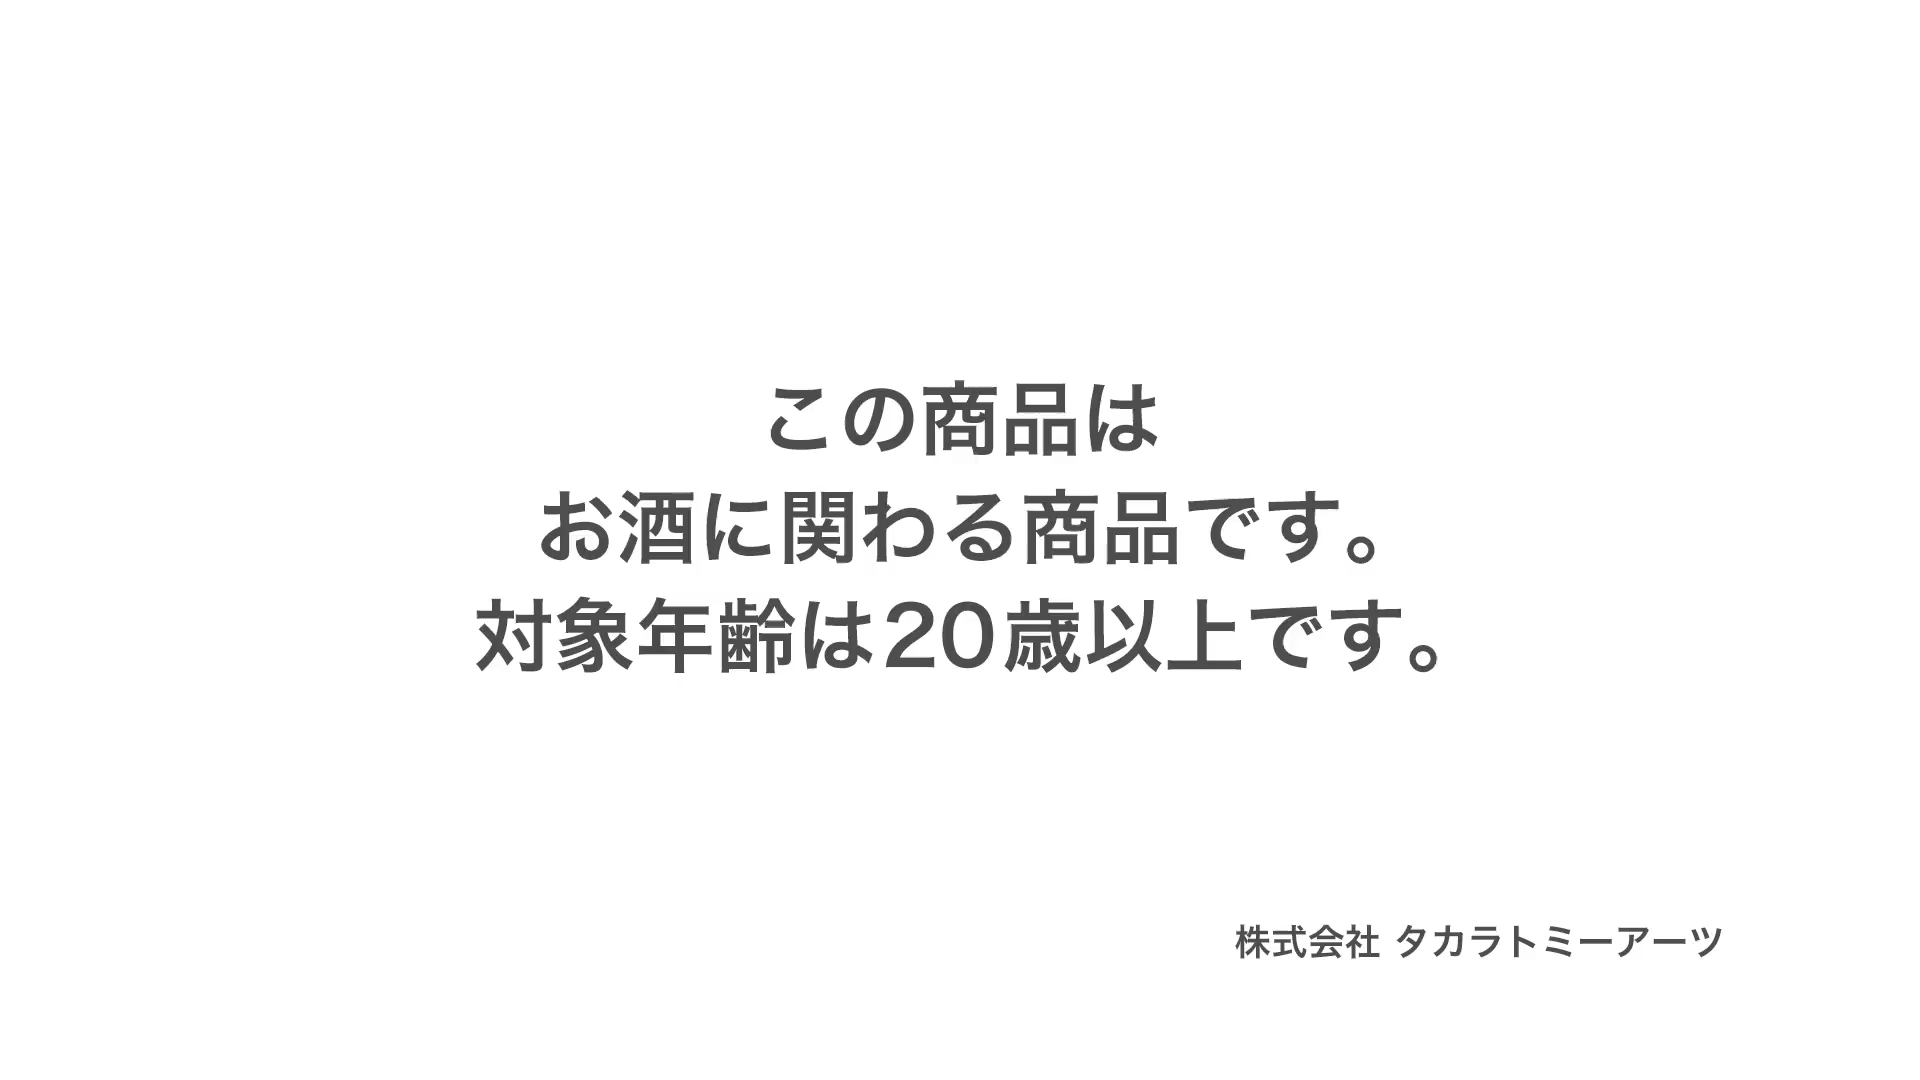 この商品は
お酒に関わる商品です。
対象年齢は20歳以上です。
株式会社 タカラトミーアーツ